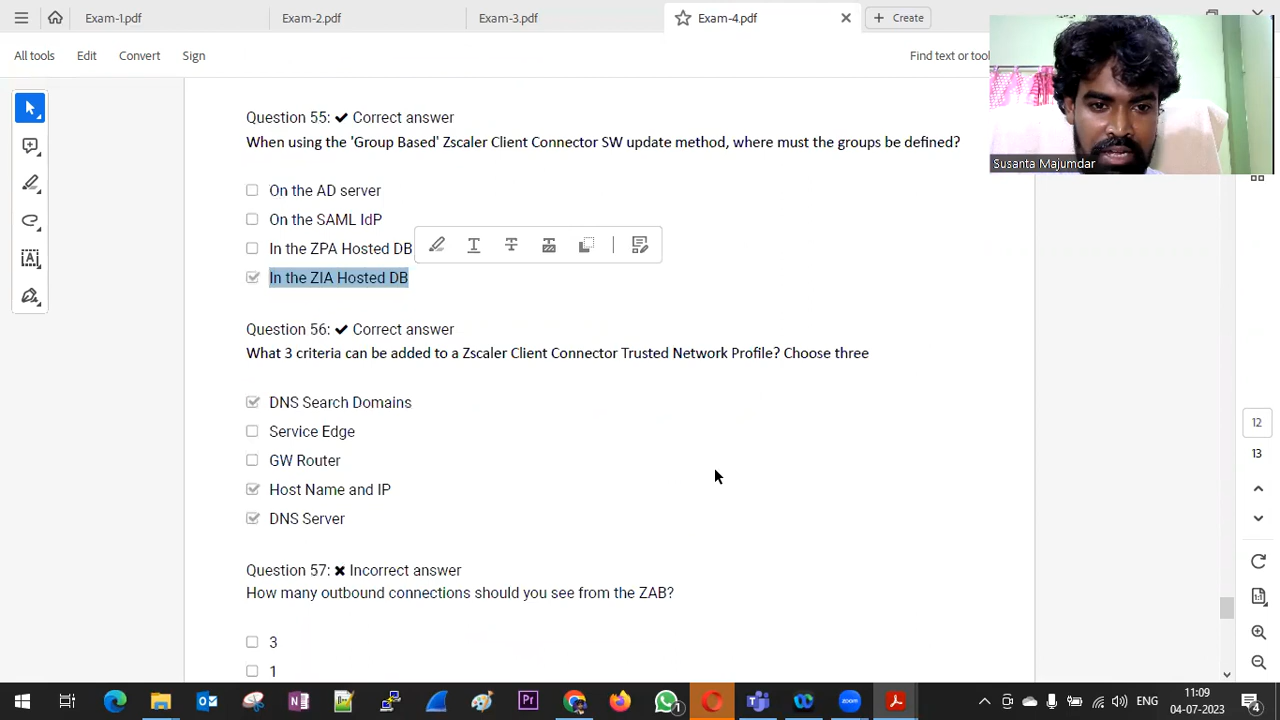 Exam-1.pdf
Exam-2.pdf
Exam-3.pdf
Exam-4.pdf
Create
All tools
Edit
Convert
Sign
Find text or tool
Susanta Majumdar
Question 55: ✔ Correct answer
When using the 'Group Based' Zscaler Client Connector SW update method, where must the groups be defined?
On the AD server
On the SAML IdP
In the ZPA Hosted DB
In the ZIA Hosted DB
Question 56: ✔ Correct answer
What 3 criteria can be added to a Zscaler Client Connector Trusted Network Profile? Choose three
DNS Search Domains
Service Edge
GW Router
Host Name and IP
DNS Server
Question 57: ✖ Incorrect answer
How many outbound connections should you see from the ZAB?
3
1
12
13
1:1
1
ENG
11:09
04-07-2023
4